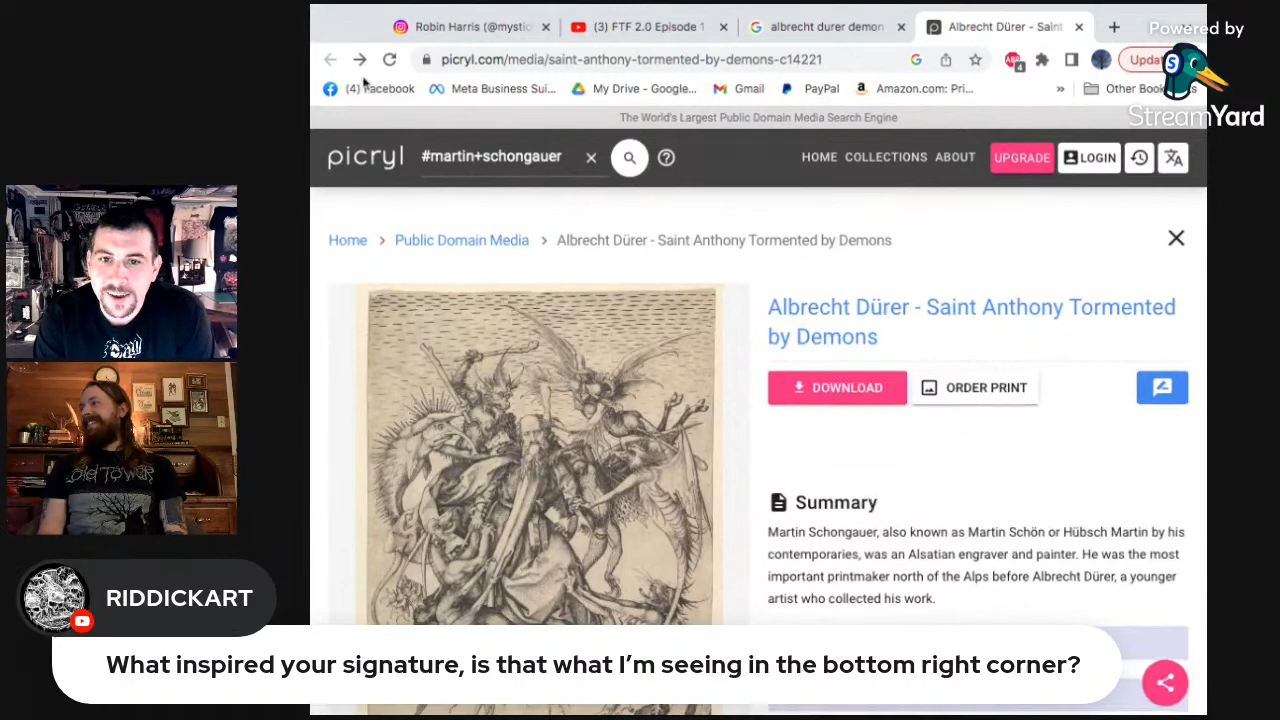 Robin Harris (@mystic
(3) FTF 2.0 Episode 1
albrecht durer demon
Albrecht Dürer - Saint
Powered by
picryl.com/media/saint-anthony-tormented-by-demons-c14221
4
(4) Facebook
Meta Business Sui...
My Drive - Google...
Gmail
PayPal
Amazon.com: Pri...
»
StreamYard
The World's Largest Public Domain Media Search Engine
picryl
#martin+schongauer
HOME
COLLECTIONS
ABOUT
UPGRADE
LOGIN
Home > Public Domain Media > Albrecht Dürer - Saint Anthony Tormented by Demons
Albrecht Dürer - Saint Anthony Tormented
by Demons
DOWNLOAD
ORDER PRINT
Summary
Martin Schongauer, also known as Martin Schön or Hübsch Martin by his
contemporaries, was an Alsatian engraver and painter. He was the most
important printmaker north of the Alps before Albrecht Dürer, a younger
artist who collected his work.
OLD TOWER
RIDDICKART
What inspired your signature, is that what I'm seeing in the bottom right corner?